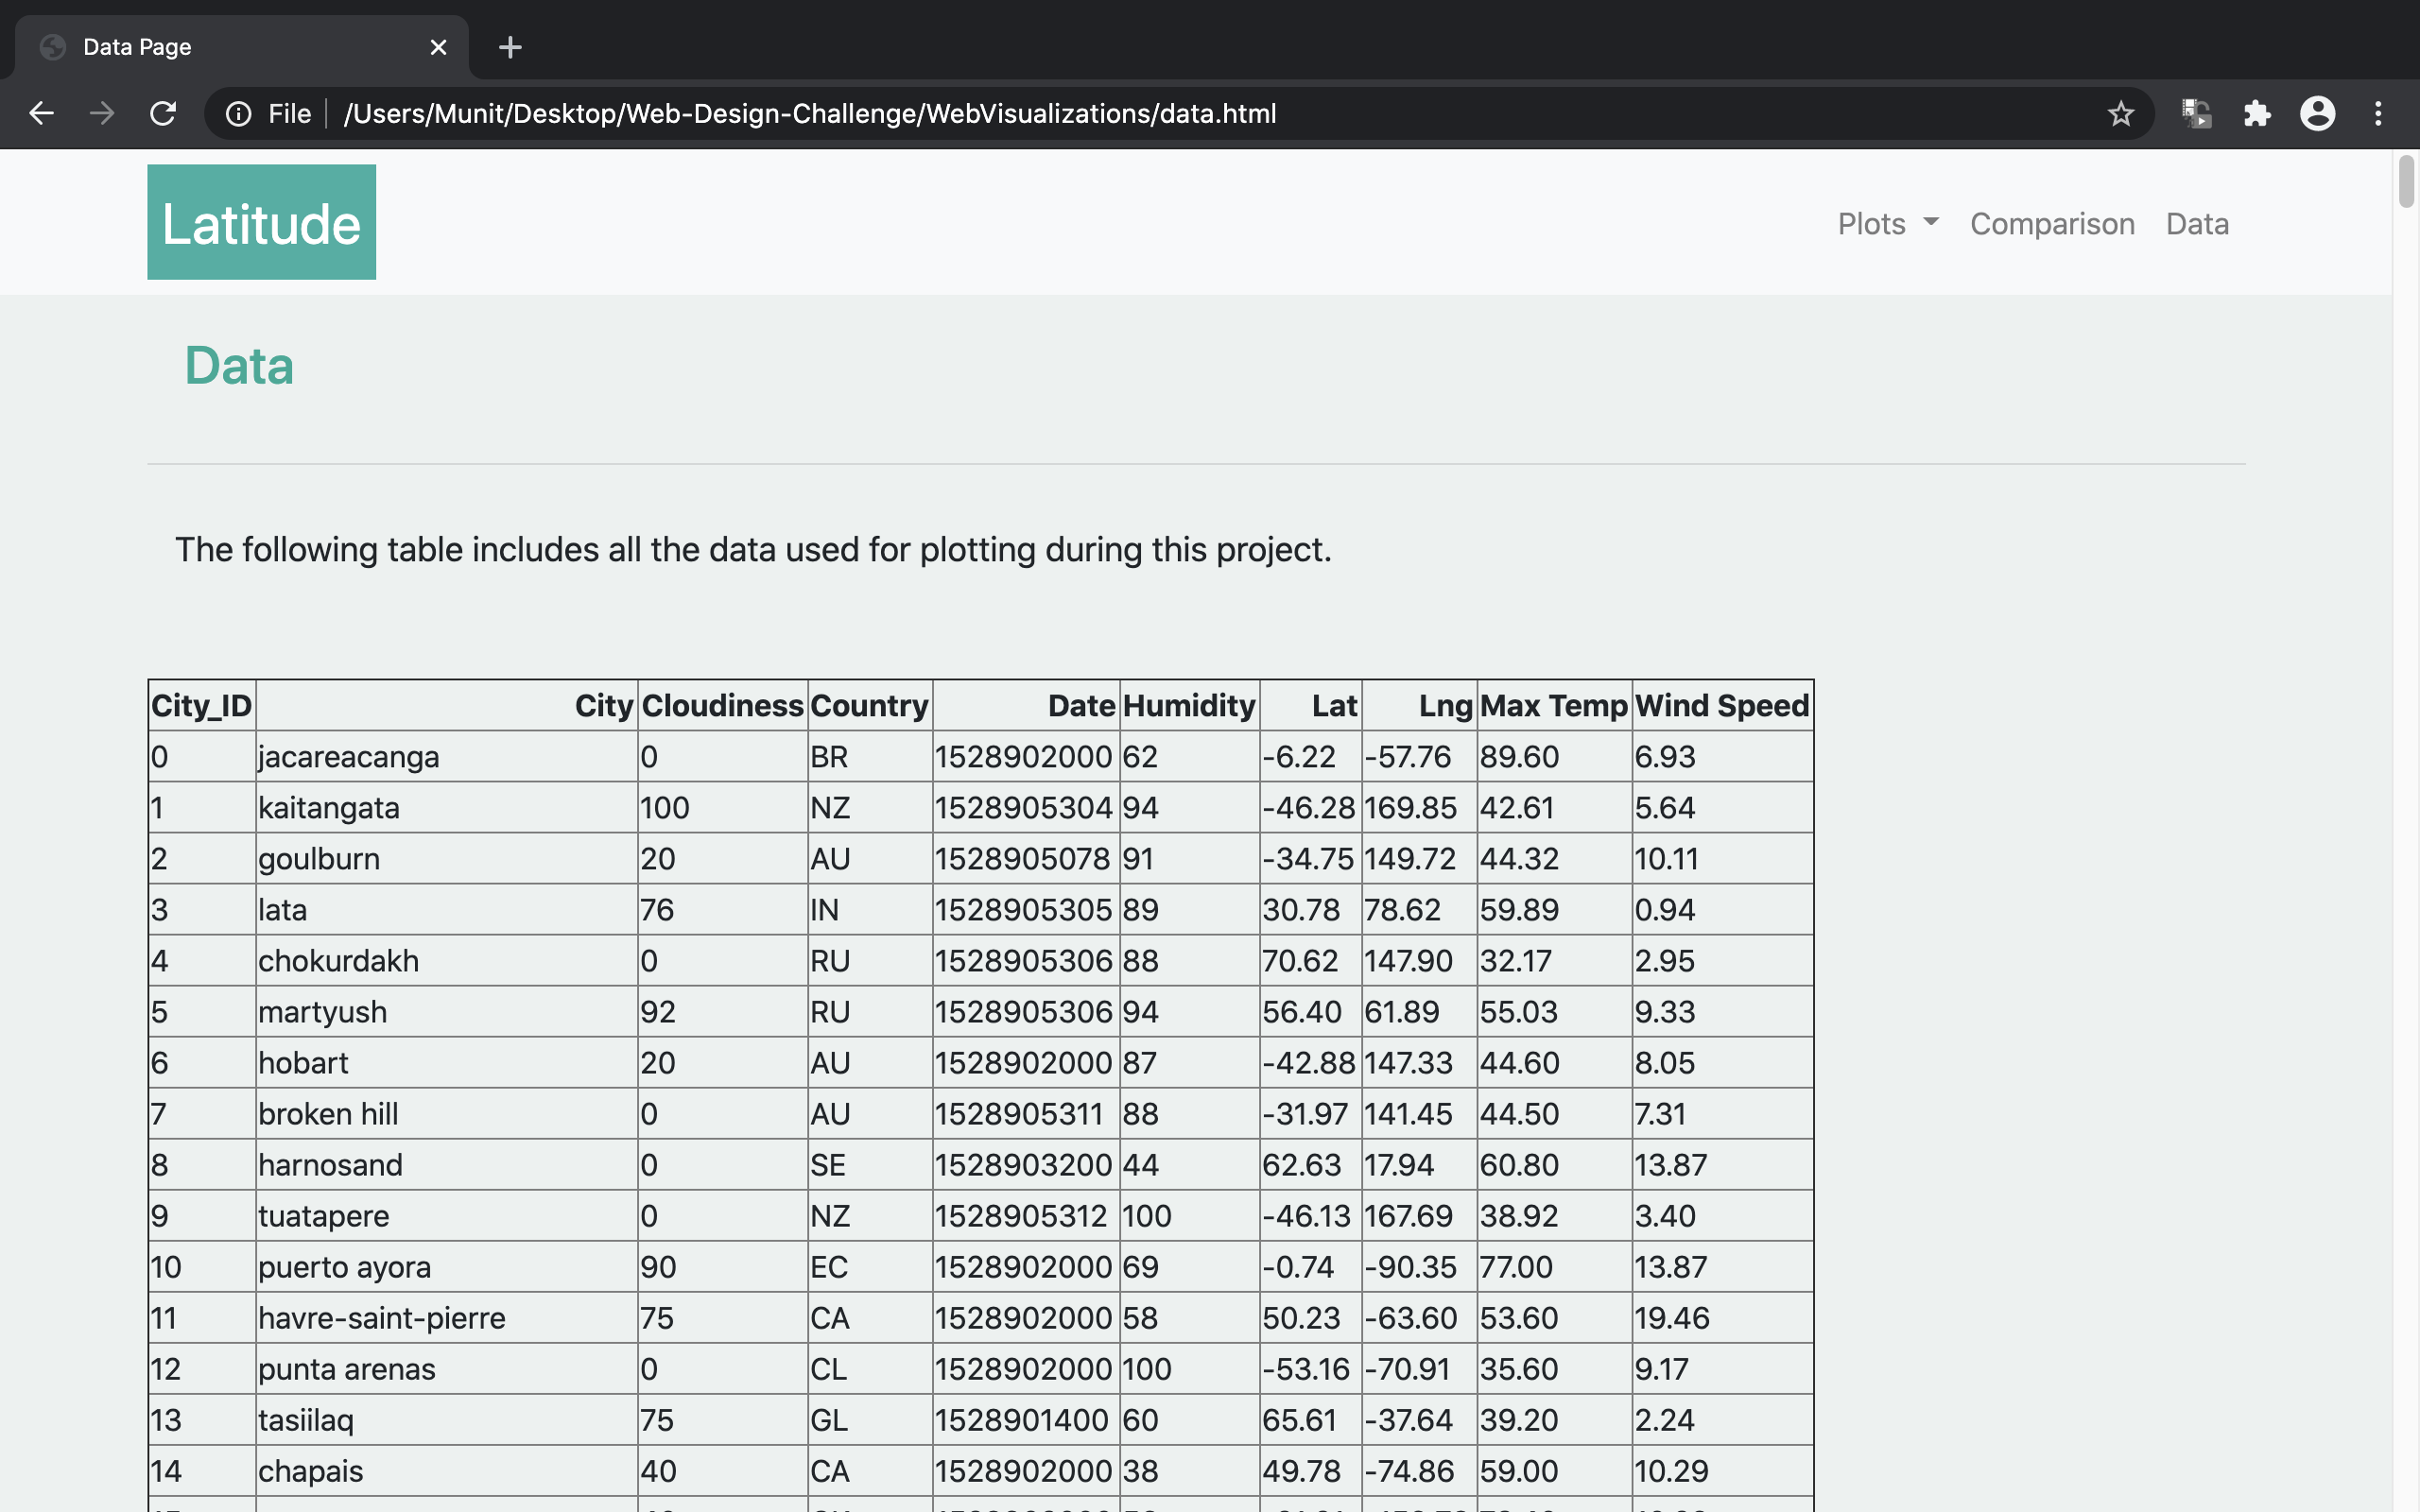 Data Page
File /Users/Munit/Desktop/Web-Design-Challenge/WebVisualizations/data.html
Latitude Plots Comparison Data
Data
The following table includes all the data used for plotting during this project.
City_ID City Cloudiness Country Date Humidity Lat Lng Max Temp Wind Speed
0 jacareacanga 0 BR 1528902000 62 -6.22 -57.76 89.60 6.93
1 kaitangata 100 NZ 1528905304 94 -46.28 169.85 42.61 5.64
2 goulburn 20 AU 1528905078 91 -34.75 149.72 44.32 10.11
3 lata 76 IN 1528905305 89 30.78 78.62 59.89 0.94
4 chokurdakh 0 RU 1528905306 88 70.62 147.90 32.17 2.95
5 martyush 92 RU 1528905306 94 56.40 61.89 55.03 9.33
6 hobart 20 AU 1528902000 87 -42.88 147.33 44.60 8.05
7 broken hill 0 AU 1528905311 88 -31.97 141.45 44.50 7.31
8 harnosand 0 SE 1528903200 44 62.63 17.94 60.80 13.87
9 tuatapere 0 NZ 1528905312 100 -46.13 167.69 38.92 3.40
10 puerto ayora 90 EC 1528902000 69 -0.74 -90.35 77.00 13.87
11 havre-saint-pierre 75 CA 1528902000 58 50.23 -63.60 53.60 19.46
12 punta arenas 0 CL 1528902000 100 -53.16 -70.91 35.60 9.17
13 tasiilaq 75 GL 1528901400 60 65.61 -37.64 39.20 2.24
14 chapais 40 CA 1528902000 38 49.78 -74.86 59.00 10.29